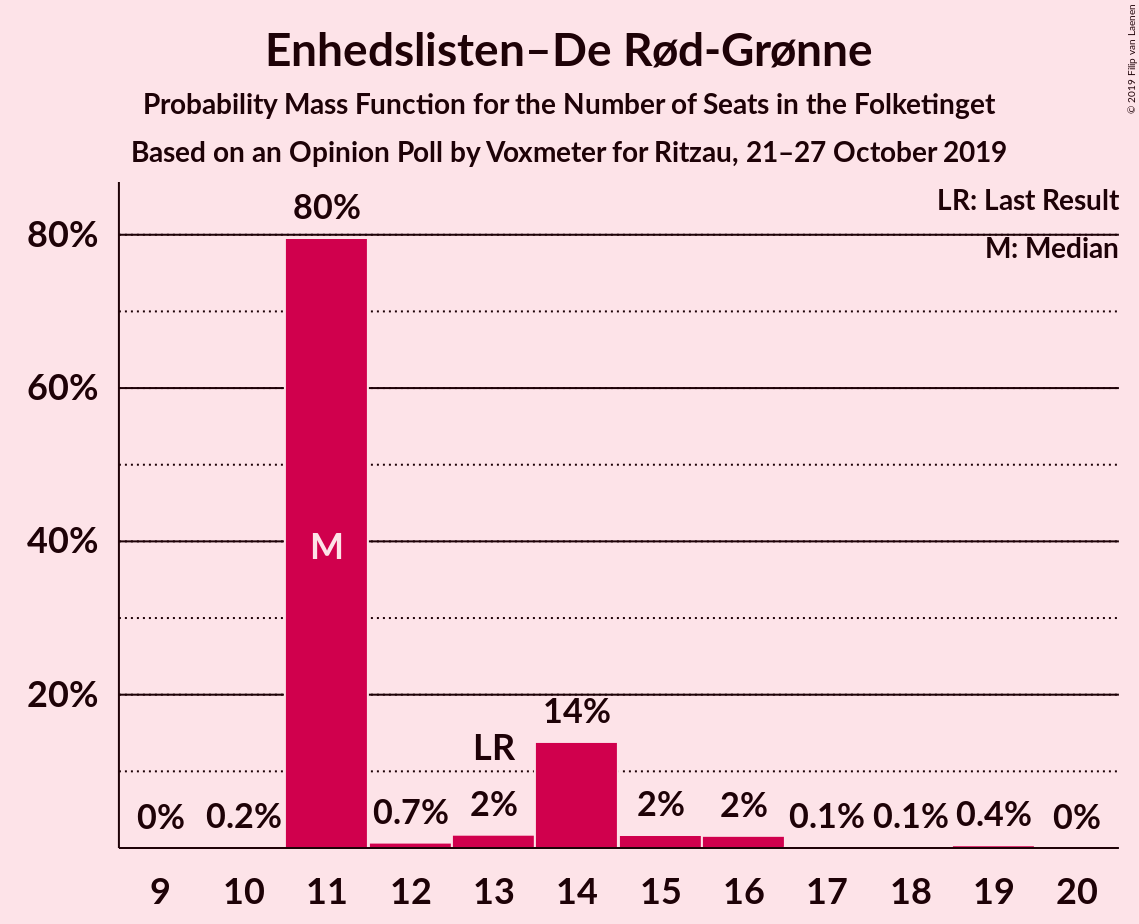 Enhedslisten–De Rød-Grønne
Probability Mass Function for the Number of Seats in the Folketinget
Based on an Opinion Poll by Voxmeter for Ritzau, 21–27 October 2019
© 2019 Filip van Laenen
LR: Last Result
M: Median
80%
60%
40%
20%
0%
0.2%
80%
M
0.7%
LR
2%
14%
2%
2%
0.1%
0.1%
0.4%
0%
9 10 11 12 13 14 15 16 17 18 19 20